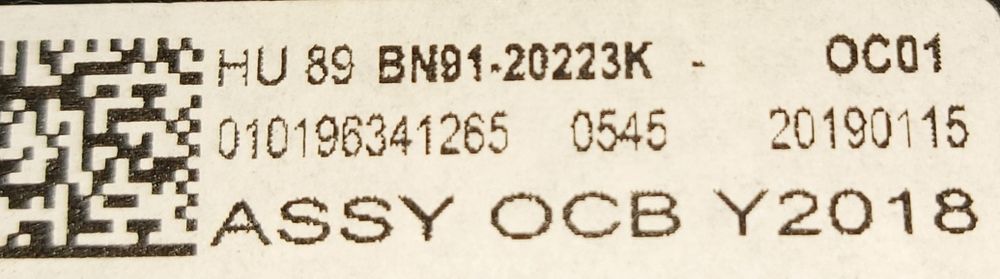 HU 89 BN91-20223K - OC01
010196341265 0545 20190115
ASSY OCB Y2018